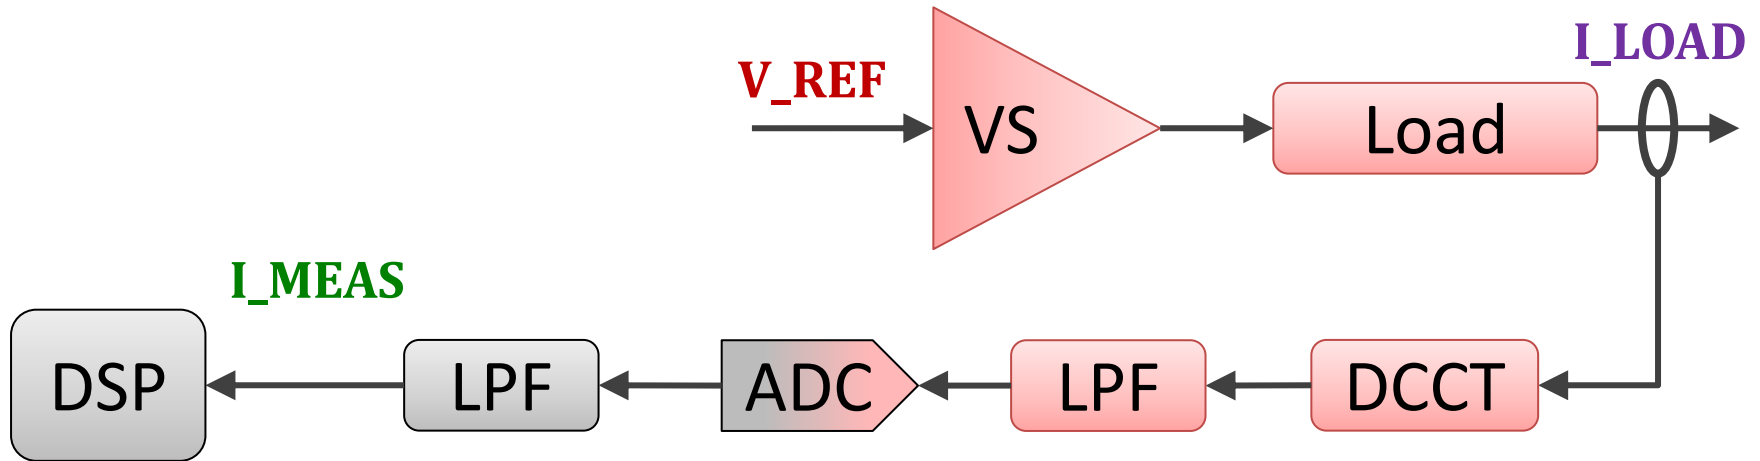 I_LOAD
V_REF
VS
Load
I_MEAS
DSP
LPF
ADC
LPF
DCCT